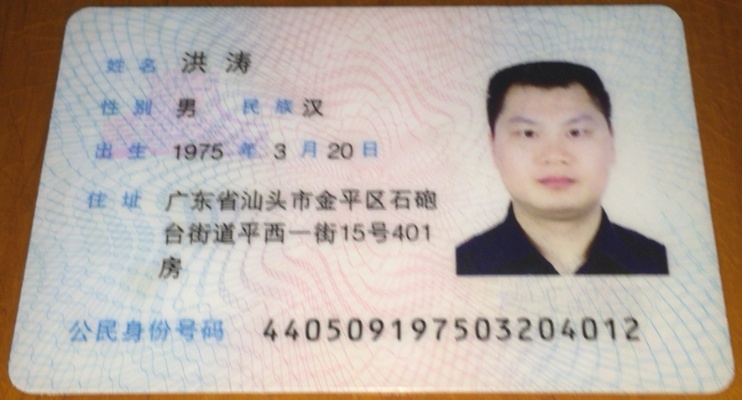 姓名 洪涛
性别 男 民族 汉
出生 1975 年 3 月 20 日
住址 广东省汕头市金平区石砲
台街道平西一街15号401
房
公民身份号码 440509197503204012